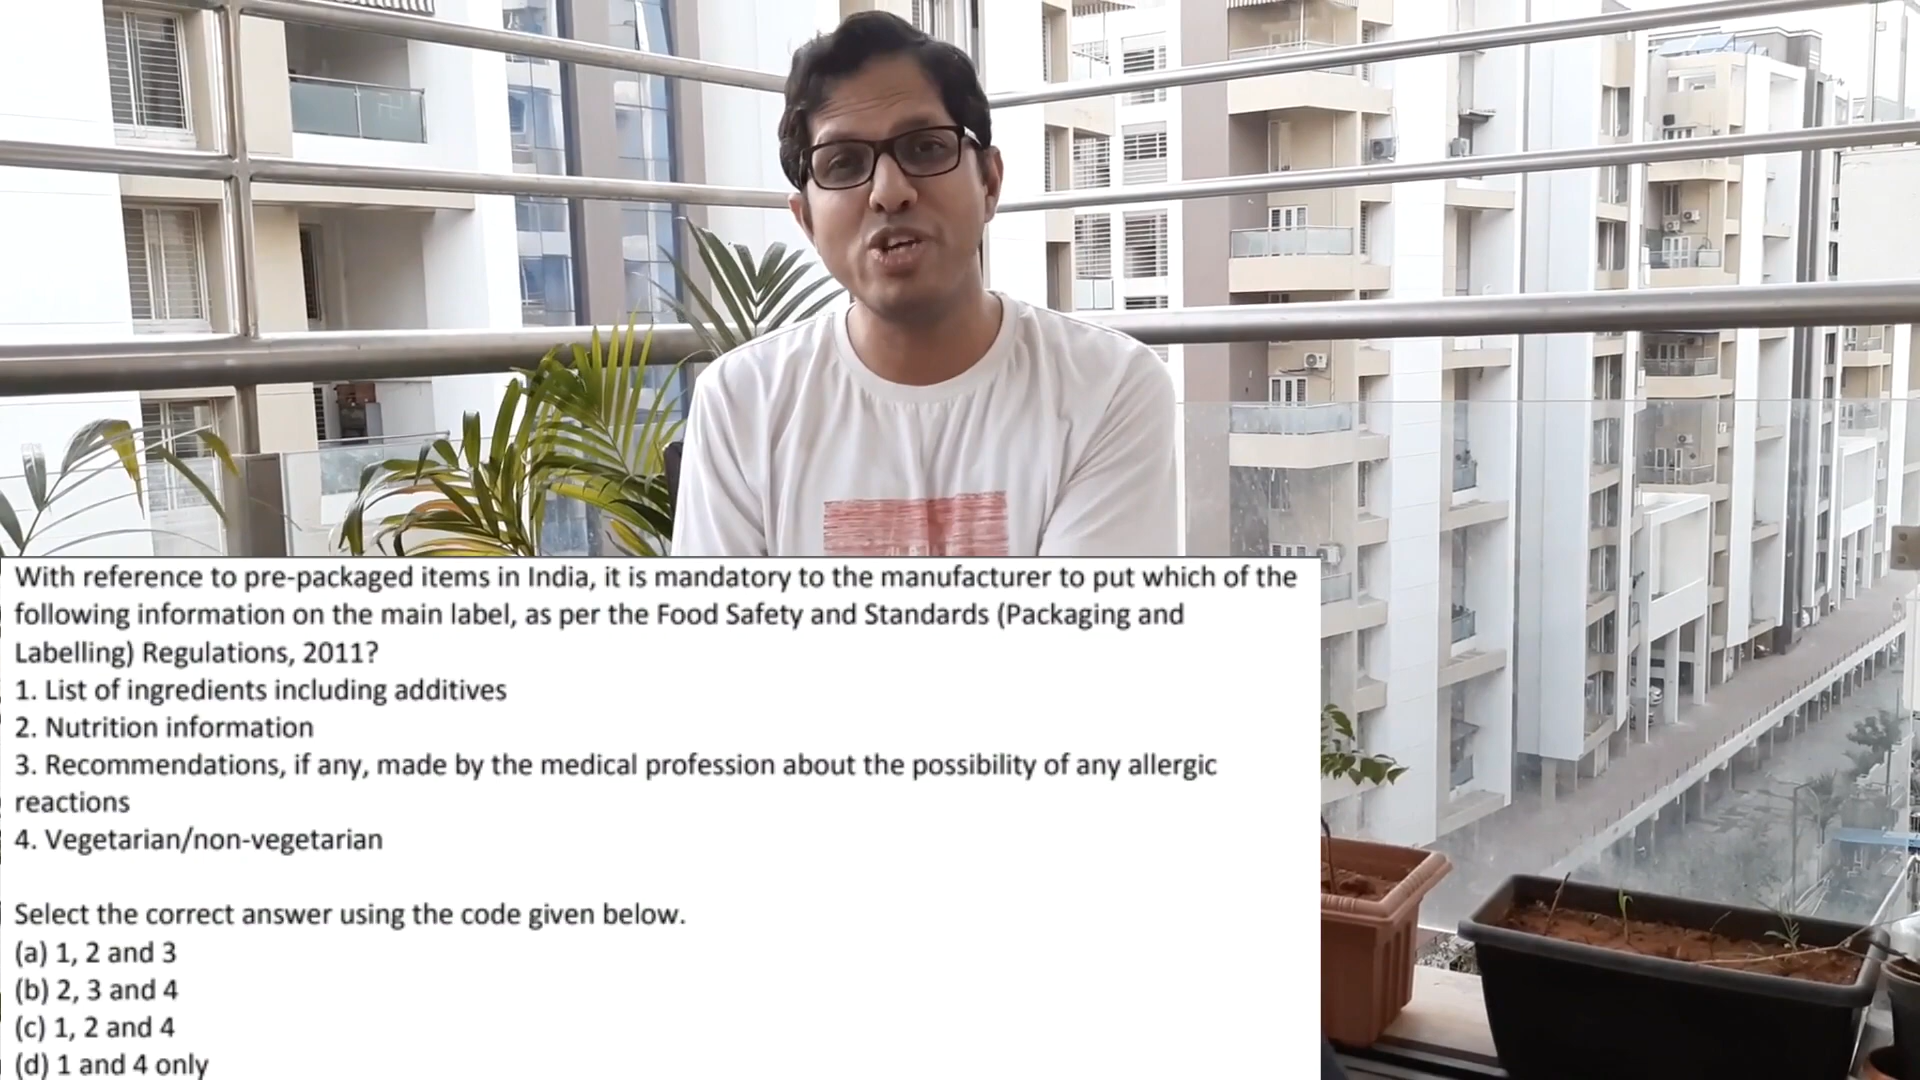 With reference to pre-packaged items in India, it is mandatory to the manufacturer to put which of the
following information on the main label, as per the Food Safety and Standards (Packaging and
Labelling) Regulations, 2011?
1. List of ingredients including additives
2. Nutrition information
3. Recommendations, if any, made by the medical profession about the possibility of any allergic
reactions
4. Vegetarian/non-vegetarian
Select the correct answer using the code given below.
(a) 1, 2 and 3
(b) 2, 3 and 4
(c) 1, 2 and 4
(d) 1 and 4 only